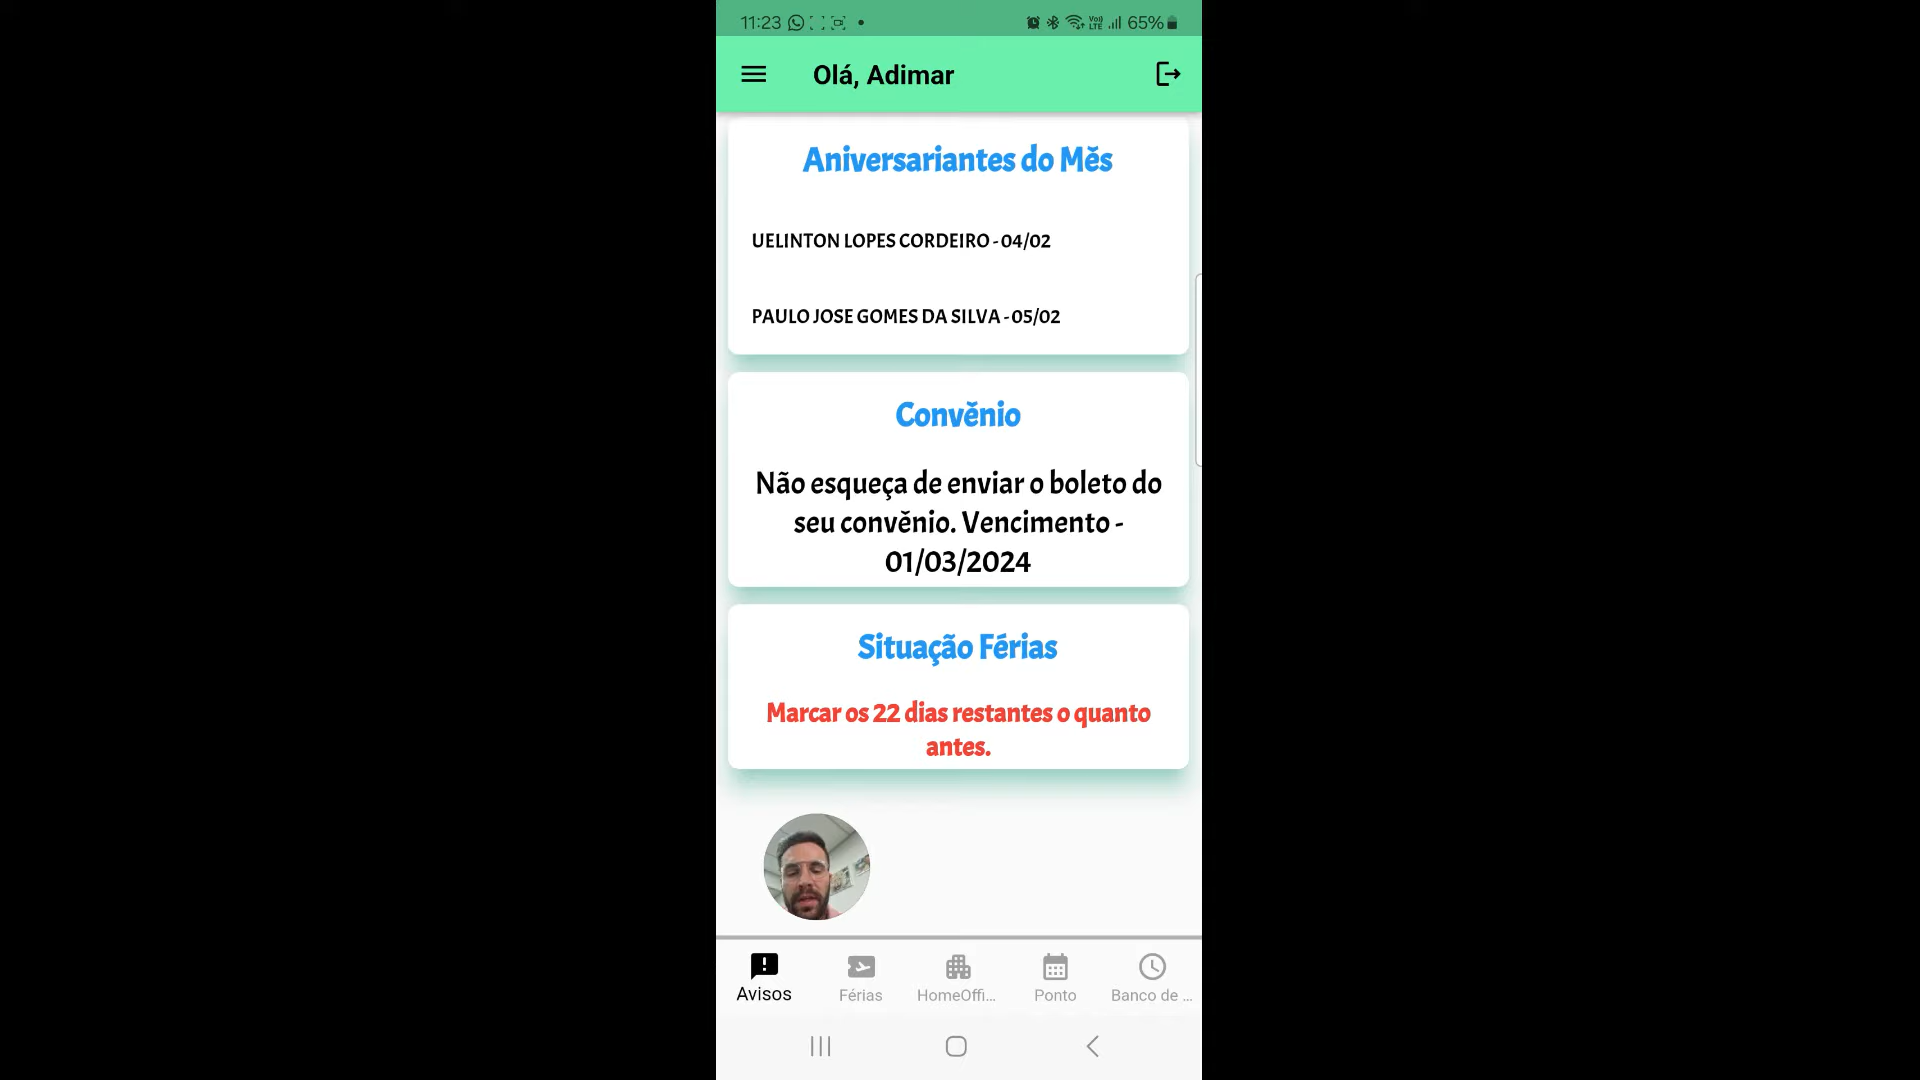 11:23
Vo)) LTE 65%
Olá, Adimar
Aniversariantes do Mês
UELINTON LOPES CORDEIRO - 04/02
PAULO JOSE GOMES DA SILVA - 05/02
Convênio
Não esqueça de enviar o boleto do
seu convênio. Vencimento -
01/03/2024
Situação Férias
Marcar os 22 dias restantes o quanto
antes.
Avisos Férias HomeOffi... Ponto Banco de ...